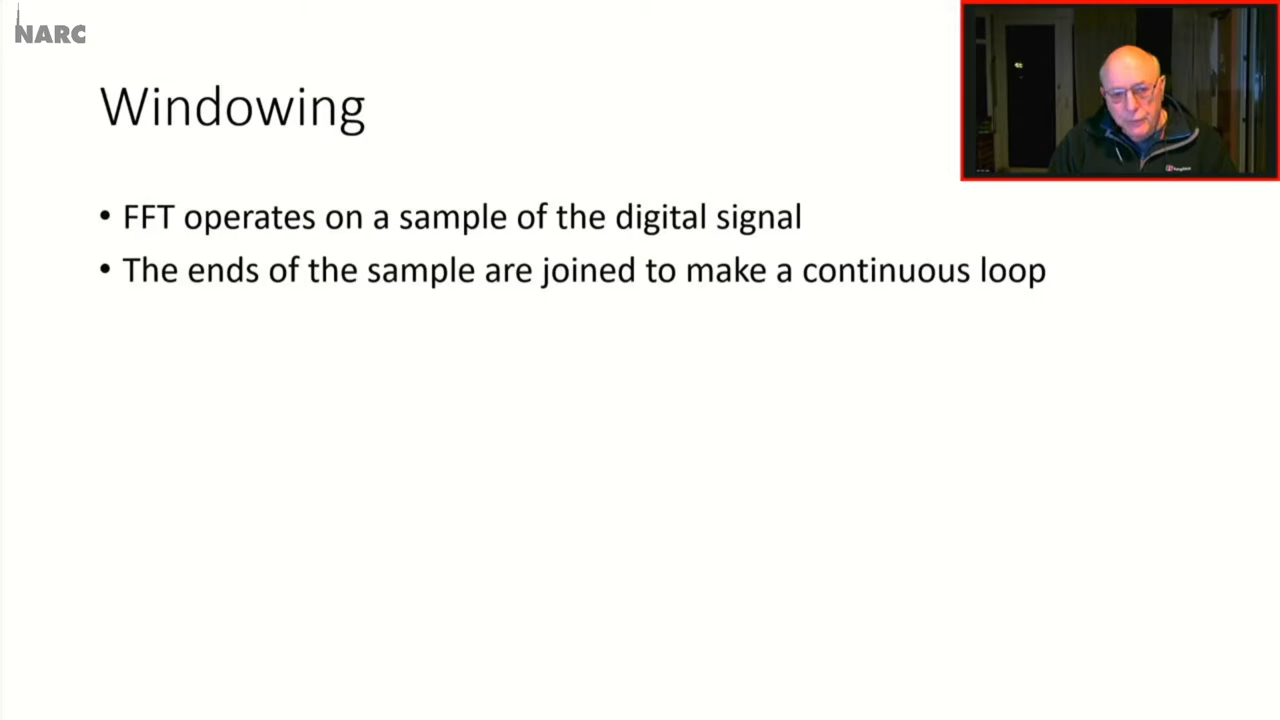 NARC
Windowing
• FFT operates on a sample of the digital signal
• The ends of the sample are joined to make a continuous loop